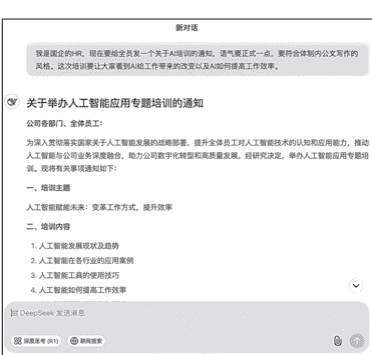 新对话
我是国企的HR，现在要给全员发一个关于AI培训的通知，语气要正式一点，要符合体制内公文写作的
风格。这次培训要让大家看到AI给工作带来的改变以及AI如何提高工作效率。
关于举办人工智能应用专题培训的通知
公司各部门、全体员工：
为深入贯彻落实国家关于人工智能发展的战略部署，提升全体员工对人工智能技术的认知和应用能力，推动
人工智能与公司业务深度融合，助力公司数字化转型和高质量发展，经研究决定，举办人工智能应用专题培
训。现将有关事项通知如下：
一、培训主题
人工智能赋能未来：变革工作方式，提升效率
二、培训内容
1. 人工智能发展现状及趋势
2. 人工智能在各行业的应用案例
3. 人工智能工具的使用技巧
4. 人工智能如何提高工作效率
给 DeepSeek 发送消息
深度思考 (R1) 联网搜索